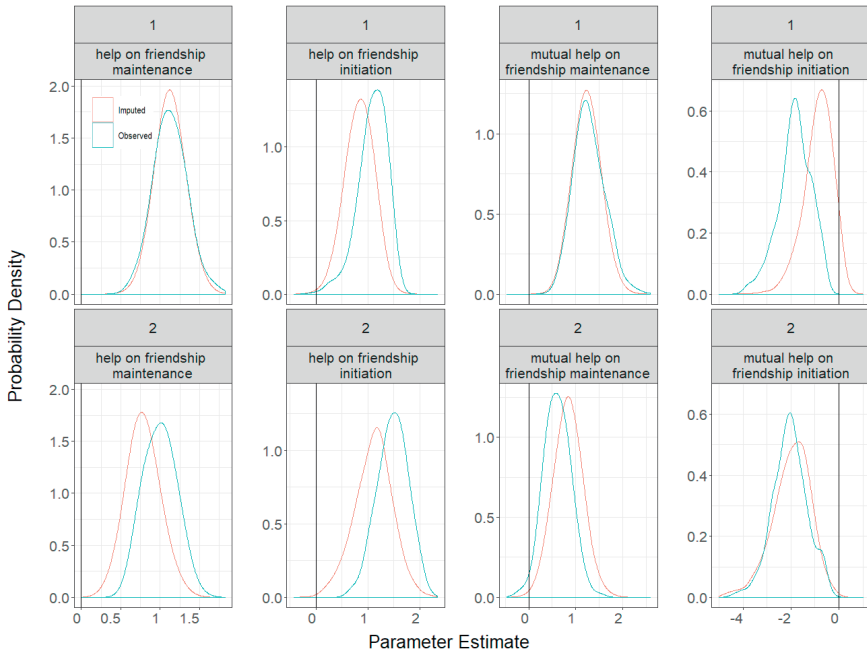 1
1
1
1
help on friendship
maintenance
help on friendship
initiation
mutual help on
friendship maintenance
mutual help on
friendship initiation
2.0
1.5
1.0
0.5
0.0
Imputed
Observed
1.0
0.5
0.0
1.0
0.5
0.0
0.6
0.4
0.2
0.0
2
2
2
2
help on friendship
maintenance
help on friendship
initiation
mutual help on
friendship maintenance
mutual help on
friendship initiation
2.0
1.5
1.0
0.5
0.0
1.0
0.5
0.0
1.0
0.5
0.0
0.6
0.4
0.2
0.0
0 0.5 1 1.5
0 1 2
0 1 2
-4 -2 0
Probability Density
Parameter Estimate